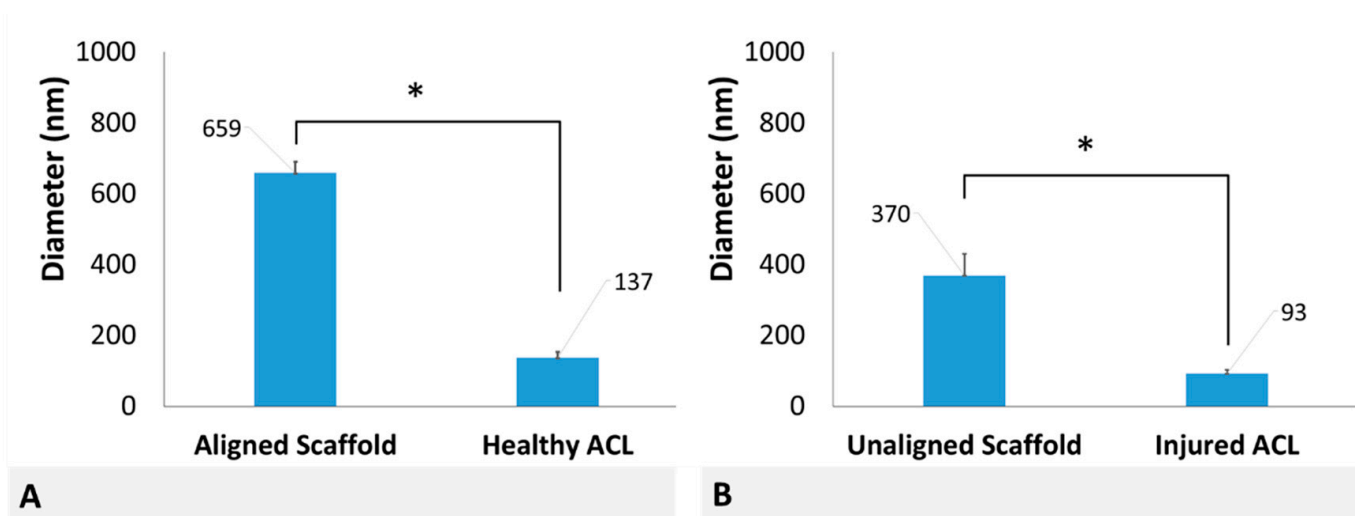 Diameter (nm)
1000
800
600
400
200
0
659
*
137
Aligned Scaffold
Healthy ACL
A
Diameter (nm)
1000
800
600
400
200
0
370
*
93
Unaligned Scaffold
Injured ACL
B